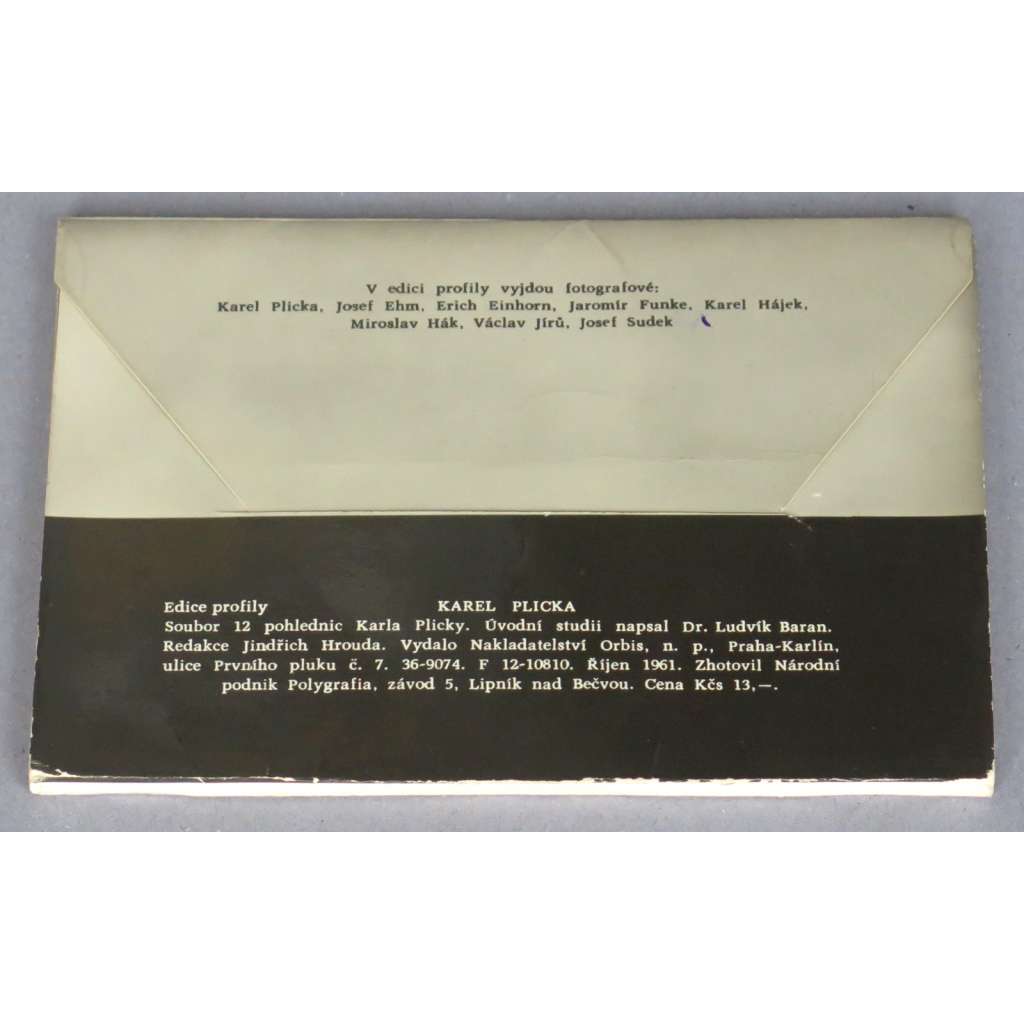 V edici profily vyjdou fotografové:
Karel Plicka, Josef Ehm, Erich Einhorn, Jaromír Funke, Karel Hájek,
Miroslav Hák, Václav Jírů, Josef Sudek
Edice profily KAREL PLICKA
Soubor 12 pohlednic Karla Plicky. Úvodní studii napsal Dr. Ludvík Baran.
Redakce Jindřich Hrouda. Vydalo Nakladatelství Orbis, n. p., Praha-Karlín,
ulice Prvního pluku č. 7. 36-9074. F 12-10810. Říjen 1961. Zhotovil Národní
podnik Polygrafia, závod 5, Lipník nad Bečvou. Cena Kčs 13,—.